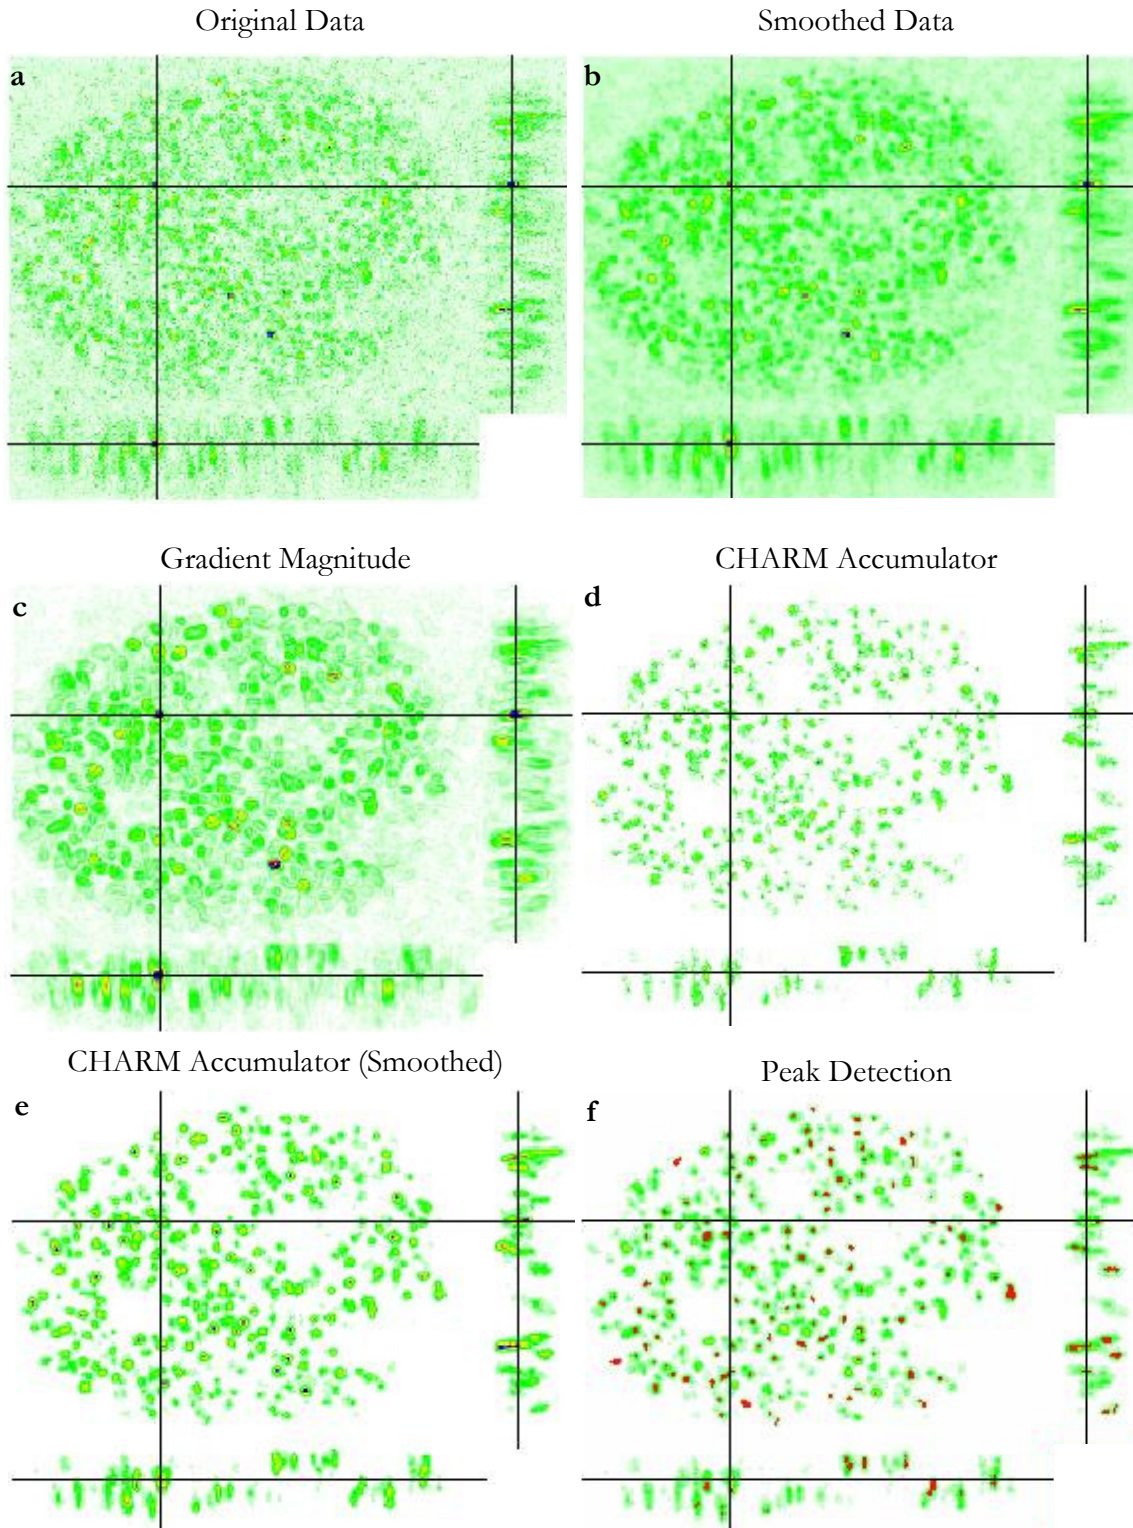 Original Data
Smoothed Data
a
b
Gradient Magnitude
CHARM Accumulator
c
d
CHARM Accumulator (Smoothed)
Peak Detection
e
f